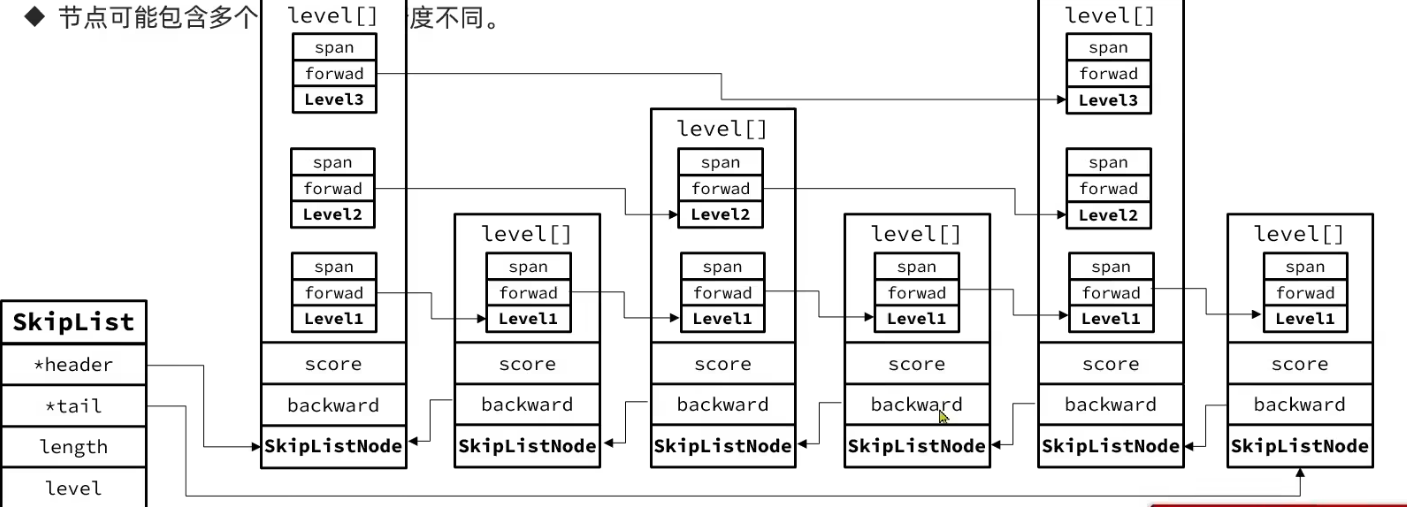 ◆ 节点可能包含多个
度不同。
level[]
span
forwad
Level3
span
forwad
Level2
span
forwad
Level1
score
backward
SkipListNode
level[]
span
forwad
Level1
score
backward
SkipListNode
level[]
span
forwad
Level2
span
forwad
Level1
score
backward
SkipListNode
level[]
span
forwad
Level1
score
backward
SkipListNode
level[]
span
forwad
Level3
span
forwad
Level2
span
forwad
Level1
score
backward
SkipListNode
level[]
span
forwad
Level1
score
backward
SkipListNode
SkipList
*header
*tail
length
level